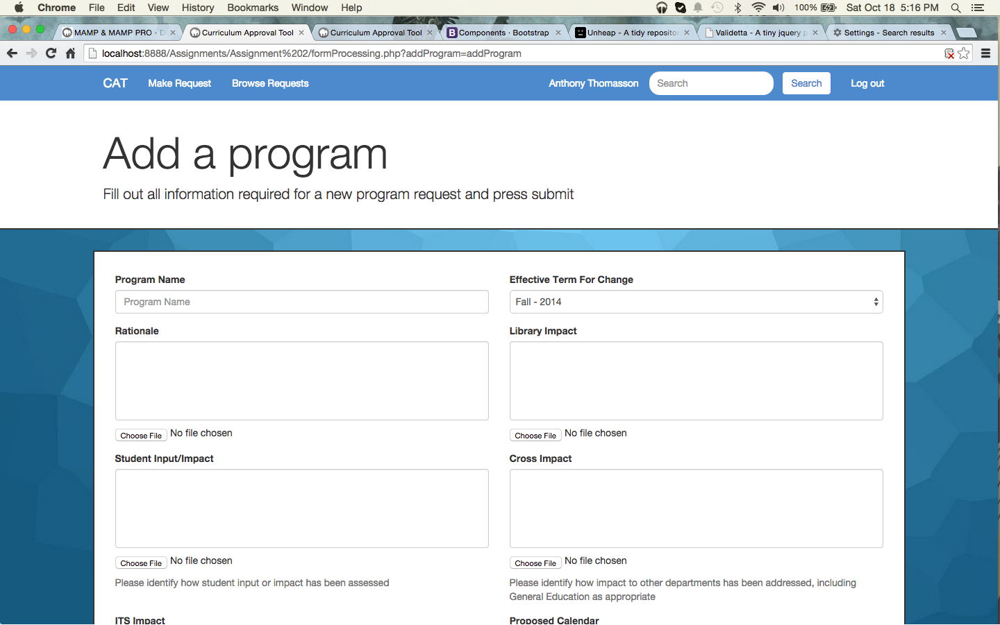 Chrome File Edit View History Bookmarks Window Help 100% Sat Oct 18 5:16 PM
MAMP & MAMP PRO - D Curriculum Approval Tool Curriculum Approval Tool B Components · Bootstrap Unheap - A tidy reposito Validetta - A tiny jquery p Settings - Search results
localhost:8888/Assignments/Assignment%202/formProcessing.php?addProgram=addProgram
CAT Make Request Browse Requests Anthony Thomasson Search Search Log out
Add a program
Fill out all information required for a new program request and press submit
Program Name Effective Term For Change
Program Name Fall - 2014
Rationale Library Impact
Choose File No file chosen Choose File No file chosen
Student Input/Impact Cross Impact
Choose File No file chosen Choose File No file chosen
Please identify how student input or impact has been assessed Please identify how impact to other departments has been addressed, including
General Education as appropriate
ITS Impact Proposed Calendar